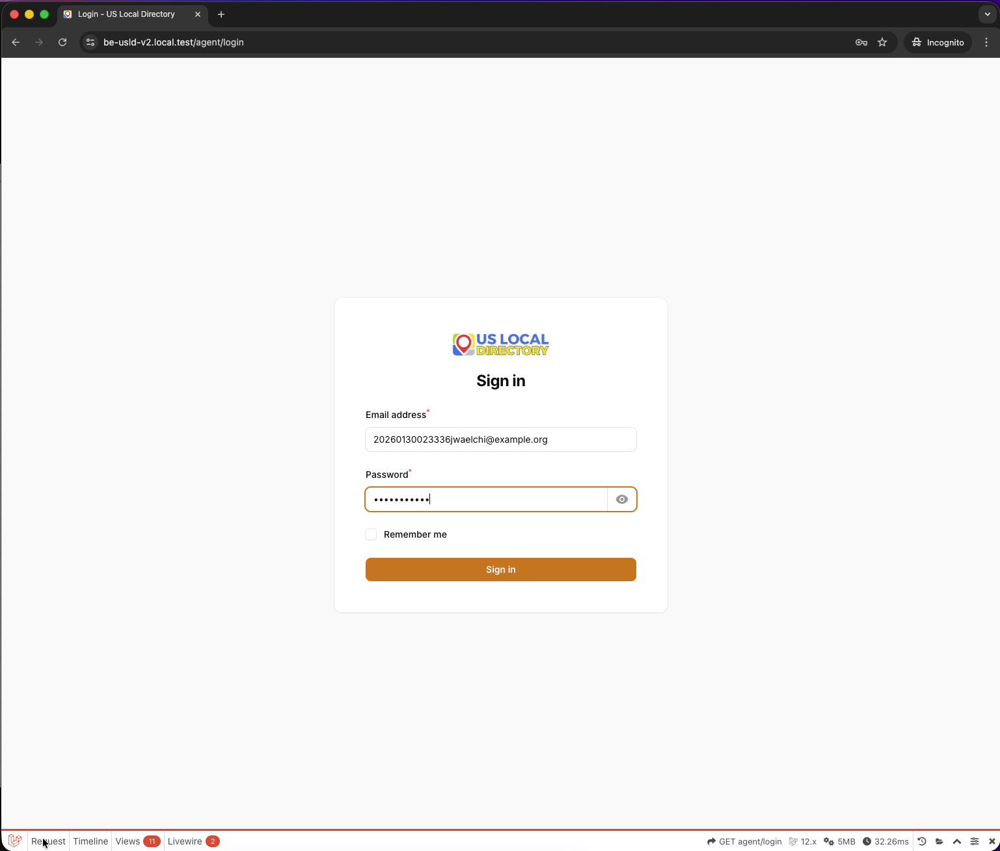 Login - US Local Directory
be-usld-v2.local.test/agent/login
Incognito
US LOCAL
DIRECTORY
Sign in
Email address*
20260130023336jwaelchi@example.org
Password*
•••••••••••
Remember me
Sign in
Request Timeline Views 11 Livewire 2 GET agent/login 12.x 5MB 32.26ms